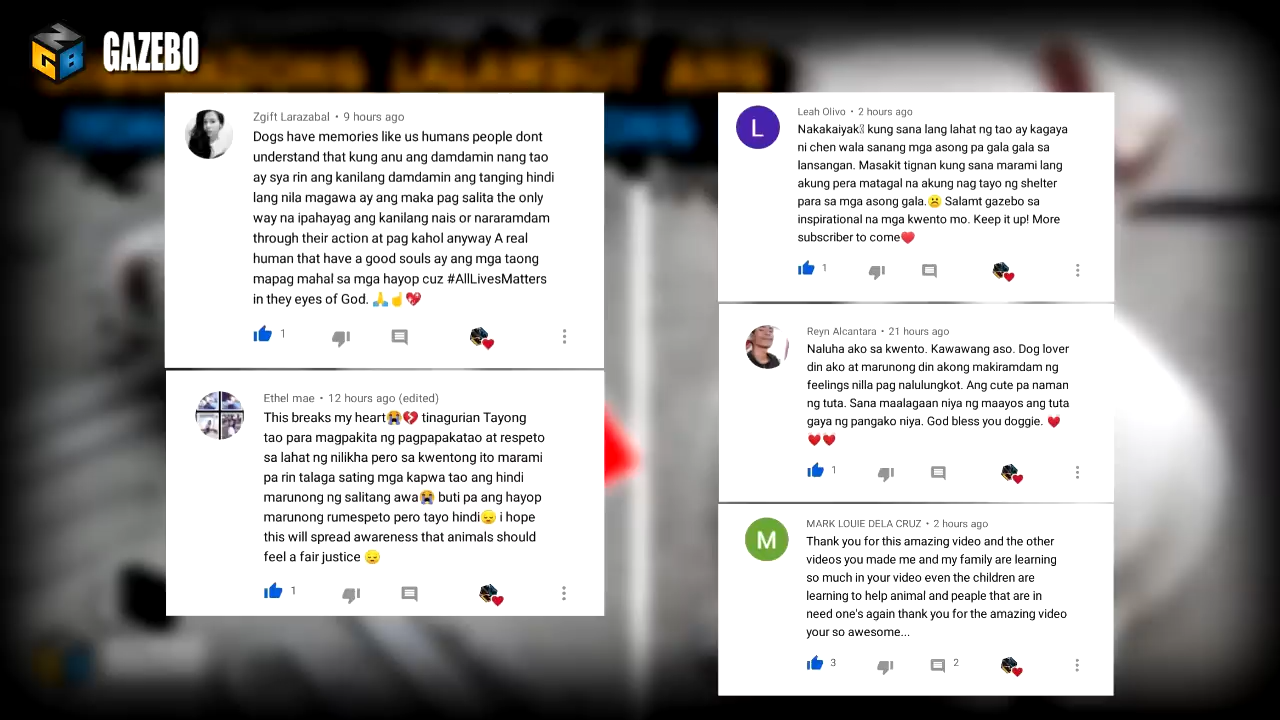 GAZEBO
Zgift Larazabal • 9 hours ago
Dogs have memories like us humans people dont
understand that kung anu ang damdamin nang tao
ay sya rin ang kanilang damdamin ang tanging hindi
lang nila magawa ay ang maka pag salita the only
way na ipahayag ang kanilang nais or nararamdam
through their action at pag kahol anyway A real
human that have a good souls ay ang mga taong
mapag mahal sa mga hayop cuz #AllLivesMatters
in they eyes of God. 🙏☝💖
1
Ethel mae • 12 hours ago (edited)
This breaks my heart😭💔 tinagurian Tayong
tao para magpakita ng pagpapakatao at respeto
sa lahat ng nilikha pero sa kwentong ito marami
pa rin talaga sating mga kapwa tao ang hindi
marunong ng salitang awa😭 buti pa ang hayop
marunong rumespeto pero tayo hindi😔 i hope
this will spread awareness that animals should
feel a fair justice 😔
1
Leah Olivo • 2 hours ago
L
Nakakaiyak kung sana lang lahat ng tao ay kagaya
ni chen wala sanang mga asong pa gala gala sa
lansangan. Masakit tignan kung sana marami lang
akung pera matagal na akung nag tayo ng shelter
para sa mga asong gala.☹️ Salamt gazebo sa
inspirational na mga kwento mo. Keep it up! More
subscriber to come❤️
1
Reyn Alcantara • 21 hours ago
Naluha ako sa kwento. Kawawang aso. Dog lover
din ako at marunong din akong makiramdam ng
feelings nilla pag nalulungkot. Ang cute pa naman
ng tuta. Sana maalagaan niya ng maayos ang tuta
gaya ng pangako niya. God bless you doggie. ❤️
❤️❤️
1
MARK LOUIE DELA CRUZ • 2 hours ago
M
Thank you for this amazing video and the other
videos you made me and my family are learning
so much in your video even the children are
learning to help animal and peaple that are in
need one's again thank you for the amazing video
your so awesome...
3 2